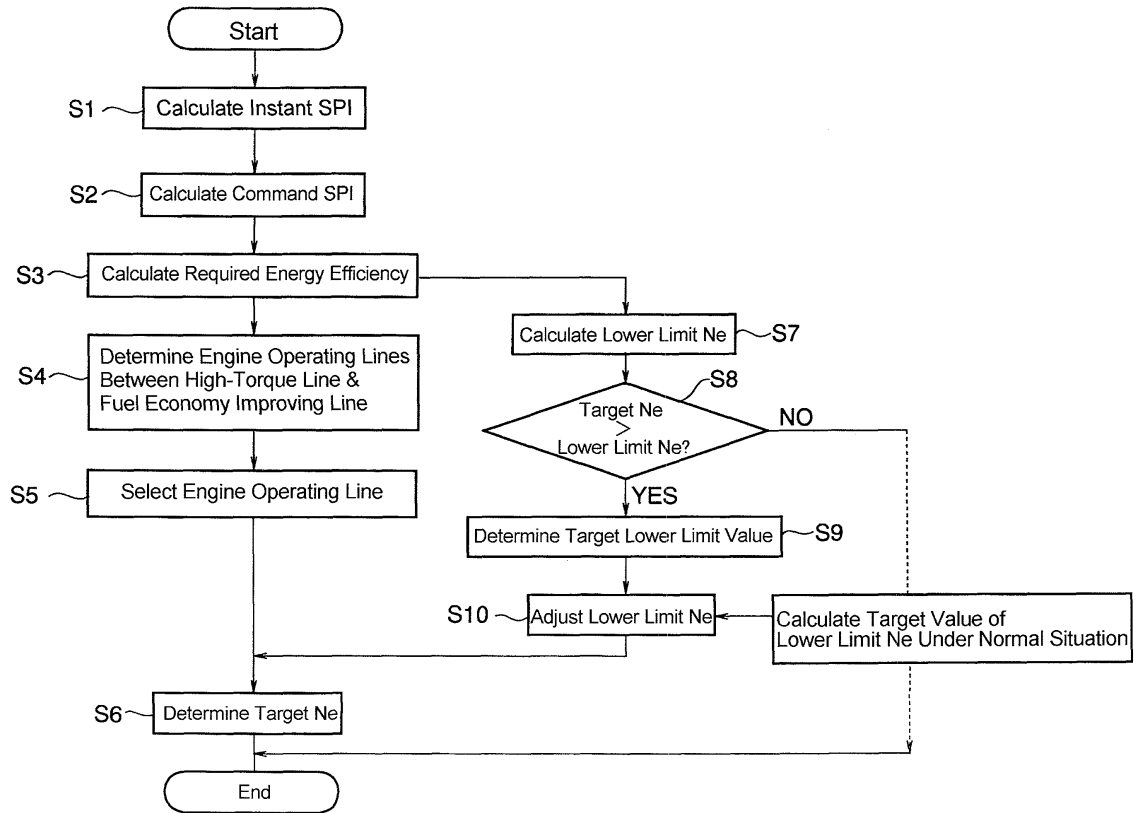 Start
S1
Calculate Instant SPI
S2
Calculate Command SPI
S3
Calculate Required Energy Efficiency
S4
Determine Engine Operating Lines
Between High-Torque Line &
Fuel Economy Improving Line
S5
Select Engine Operating Line
Calculate Lower Limit Ne
S7
S8
Target Ne
>
Lower Limit Ne?
NO
YES
Determine Target Lower Limit Value
S9
S10
Adjust Lower Limit Ne
Calculate Target Value of
Lower Limit Ne Under Normal Situation
S6
Determine Target Ne
End